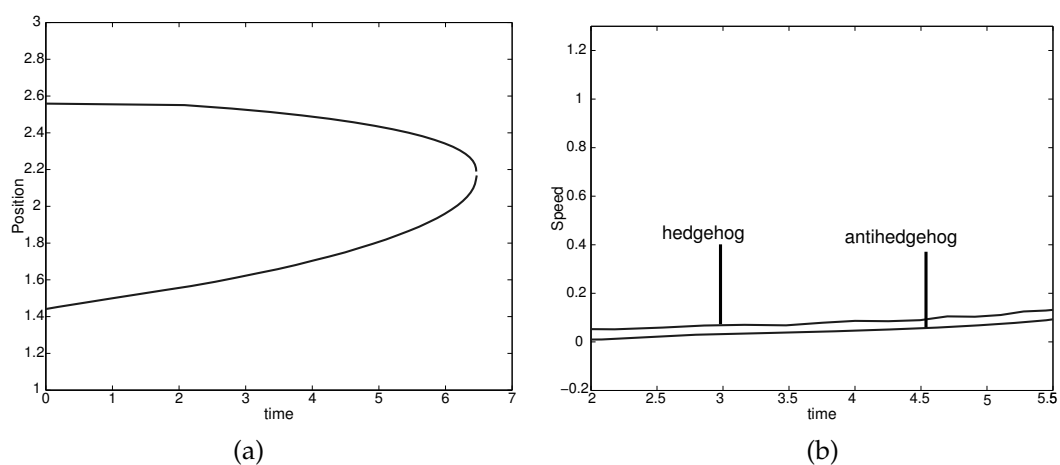 3
2.8
2.6
2.4
2.2
2
1.8
1.6
1.4
1.2
1
Position
0 1 2 3 4 5 6 7
time
(a)
1.2
1
0.8
0.6
0.4
0.2
0
−0.2
Speed
hedgehog
antihedgehog
2 2.5 3 3.5 4 4.5 5 5.5
time
(b)